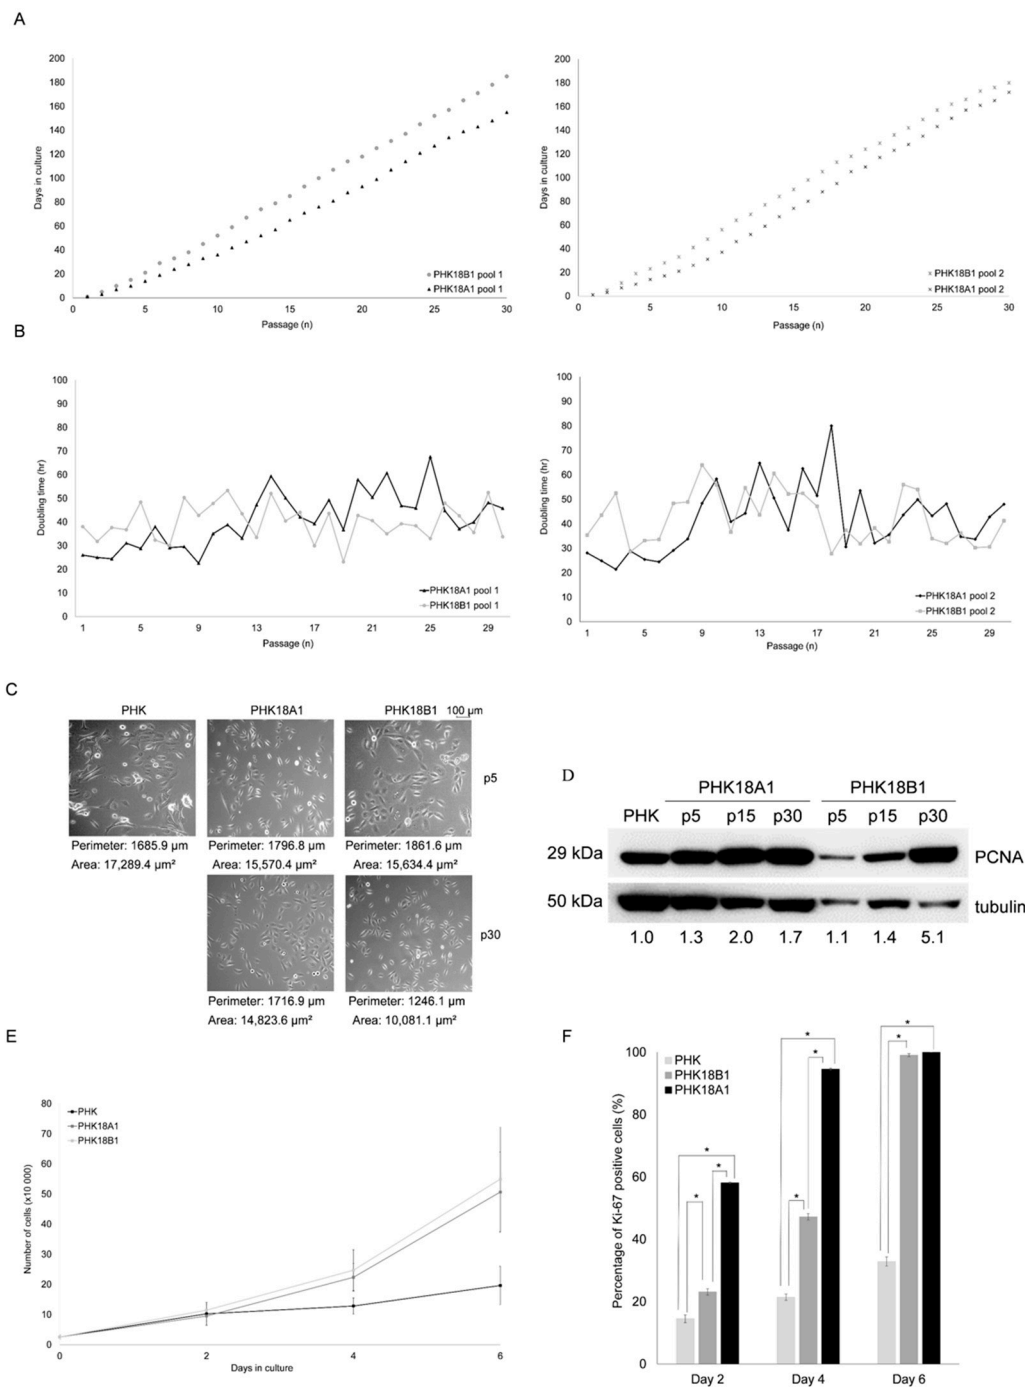 A
200
180
160
140
120
100
80
60
40
20
0
Days in culture
0
5
10
15
20
25
30
Passage (n)
PHK18B1 pool 1
PHK18A1 pool 1
200
180
160
140
120
100
80
60
40
20
0
Days in culture
0
5
10
15
20
25
30
Passage (n)
PHK18B1 pool 2
PHK18A1 pool 2
B
100
90
80
70
60
50
40
30
20
10
0
Doubling time (hr)
1
5
9
13
17
21
25
29
Passage (n)
PHK18A1 pool 1
PHK18B1 pool 1
100
90
80
70
60
50
40
30
20
10
0
Doubling time (hr)
1
5
9
13
17
21
25
29
Passage (n)
PHK18A1 pool 2
PHK18B1 pool 2
C
PHK
PHK18A1
PHK18B1
100 µm
p5
Perimeter: 1685.9 µm
Area: 17,289.4 µm²
Perimeter: 1796.8 µm
Area: 15,570.4 µm²
Perimeter: 1861.6 µm
Area: 15,634.4 µm²
p30
Perimeter: 1716.9 µm
Area: 14,823.6 µm²
Perimeter: 1246.1 µm
Area: 10,081.1 µm²
D
PHK18A1
PHK18B1
PHK p5 p15 p30 p5 p15 p30
29 kDa
PCNA
50 kDa
tubulin
1.0 1.3 2.0 1.7 1.1 1.4 5.1
E
80
70
60
50
40
30
20
10
0
Number of cells (x10 000)
PHK
PHK18A1
PHK18B1
0
2
4
6
Days in culture
F
100
80
60
40
20
0
Percentage of Ki-67 positive cells (%)
PHK
PHK18B1
PHK18A1
*
*
*
*
*
*
*
*
Day 2
Day 4
Day 6